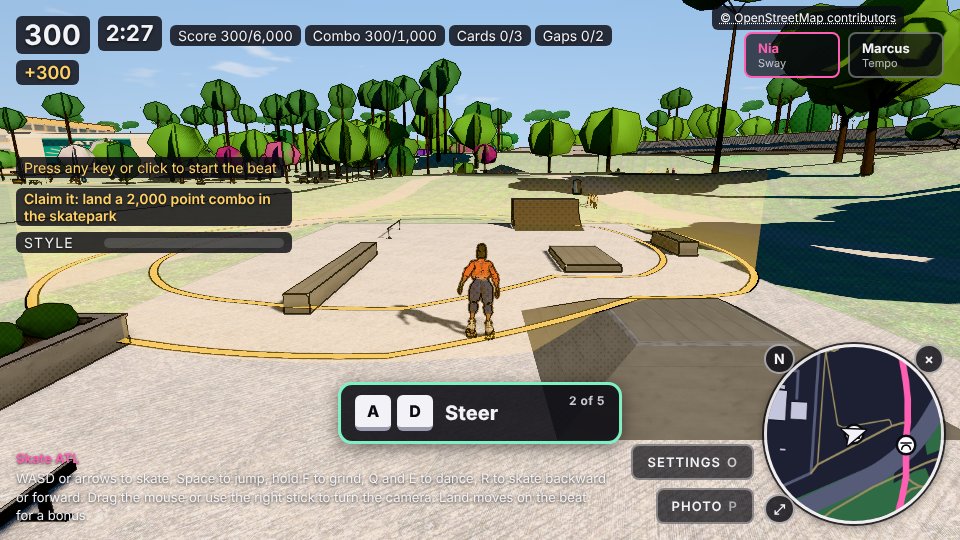 300
2:27
Score 300/6,000
Combo 300/1,000
Cards 0/3
Gaps 0/2
+300
© OpenStreetMap contributors
Nia
Sway
Marcus
Tempo
Press any key or click to start the beat
Claim it: land a 2,000 point combo in
the skatepark
STYLE
A D Steer
2 of 5
N
×
SETTINGS O
PHOTO P
Skate ATL
WASD or arrows to skate, Space to jump, hold F to grind, Q and E to dance, R to skate backward
or forward. Drag the mouse or use the right stick to turn the camera. Land moves on the beat
for a bonus.